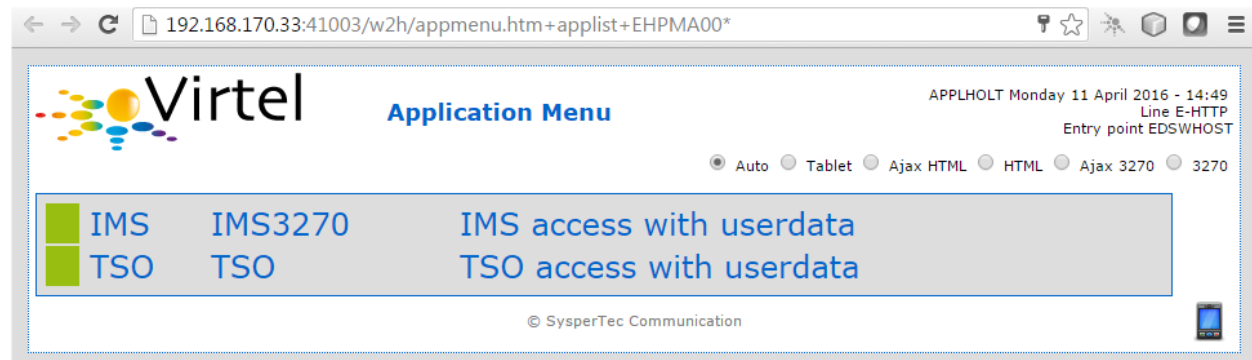 192.168.170.33:41003/w2h/appmenu.htm+applist+EHPMA00*
Virtel
Application Menu
APPLHOLT Monday 11 April 2016 - 14:49
Line E-HTTP
Entry point EDSWHOST
Auto Tablet Ajax HTML HTML Ajax 3270 3270
IMS IMS3270 IMS access with userdata
TSO TSO TSO access with userdata
© SysperTec Communication